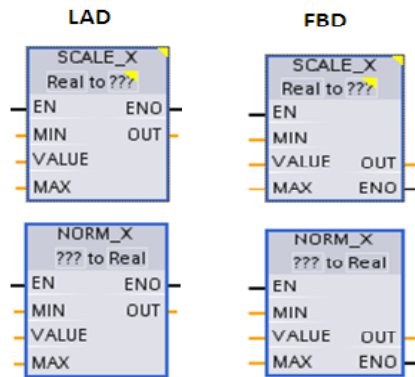 LAD FBD
SCALE_X
Real to ???
EN ENO
MIN OUT
VALUE
MAX
SCALE_X
Real to ???
EN
MIN
VALUE OUT
MAX ENO
NORM_X
??? to Real
EN ENO
MIN OUT
VALUE
MAX
NORM_X
??? to Real
EN
MIN
VALUE OUT
MAX ENO